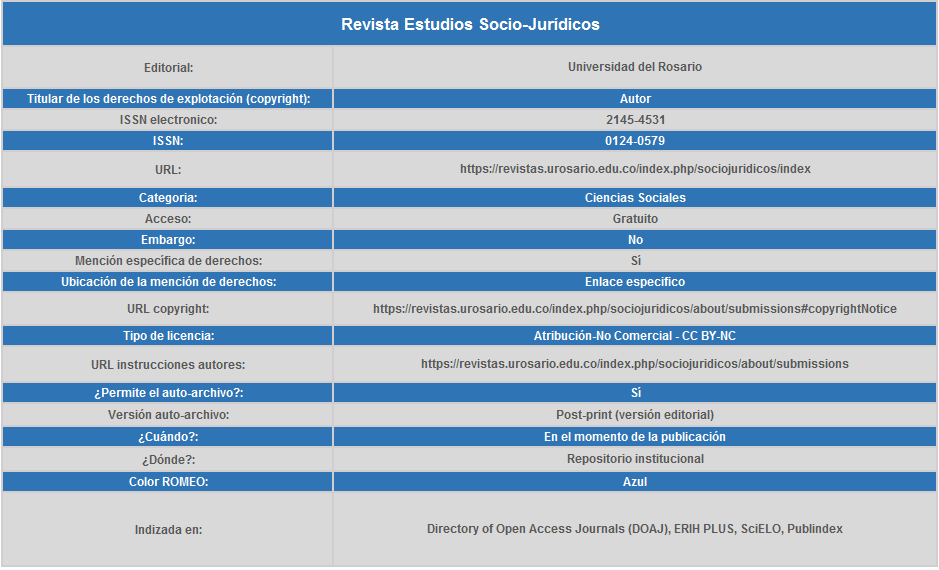 Revista Estudios Socio-Jurídicos
Editorial: Universidad del Rosario
Titular de los derechos de explotación (copyright): Autor
ISSN electronico: 2145-4531
ISSN: 0124-0579
URL: https://revistas.urosario.edu.co/index.php/sociojuridicos/index
Categoria: Ciencias Sociales
Acceso: Gratuito
Embargo: No
Mención especifica de derechos: Sí
Ubicación de la mención de derechos: Enlace especifico
URL copyright: https://revistas.urosario.edu.co/index.php/sociojuridicos/about/submissions#copyrightNotice
Tipo de licencia: Atribución-No Comercial - CC BY-NC
URL instrucciones autores: https://revistas.urosario.edu.co/index.php/sociojuridicos/about/submissions
¿Permite el auto-archivo?: Sí
Versión auto-archivo: Post-print (versión editorial)
¿Cuándo?: En el momento de la publicación
¿Dónde?: Repositorio institucional
Color ROMEO: Azul
Indizada en: Directory of Open Access Journals (DOAJ), ERIH PLUS, SciELO, Publindex